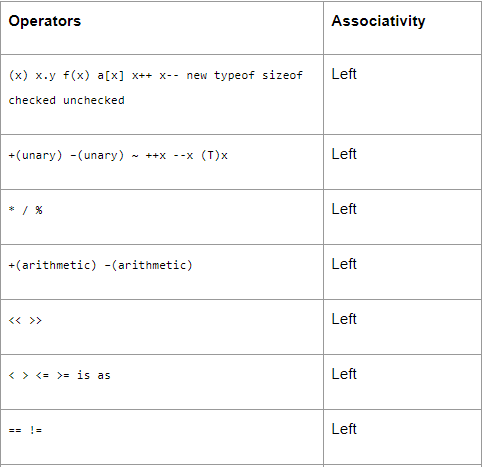 Operators Associativity
(x) x.y f(x) a[x] x++ x-- new typeof sizeof Left
checked unchecked
+(unary) –(unary) ~ ++x --x (T)x Left
* / % Left
+(arithmetic) –(arithmetic) Left
<< >> Left
< > <= >= is as Left
== != Left